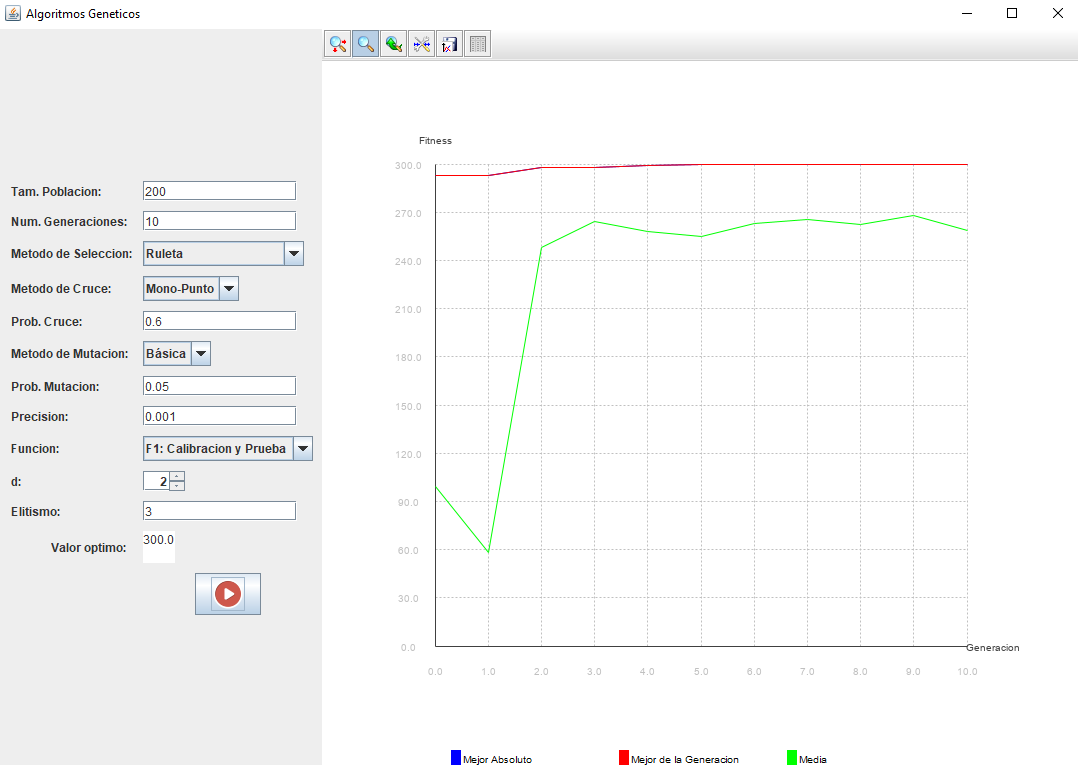 Algoritmos Geneticos
Tam. Poblacion: 200
Num. Generaciones: 10
Metodo de Seleccion: Ruleta
Metodo de Cruce: Mono-Punto
Prob. Cruce: 0.6
Metodo de Mutacion: Básica
Prob. Mutacion: 0.05
Precision: 0.001
Funcion: F1: Calibracion y Prueba
d: 2
Elitismo: 3
Valor optimo: 300.0
Fitness
300.0
270.0
240.0
210.0
180.0
150.0
120.0
90.0
60.0
30.0
0.0
Generacion
0.0 1.0 2.0 3.0 4.0 5.0 6.0 7.0 8.0 9.0 10.0
Mejor Absoluto Mejor de la Generacion Media